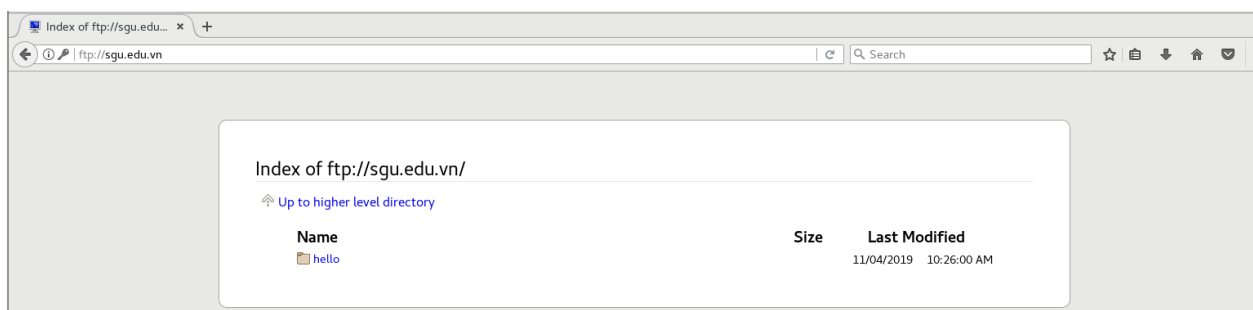 Index of ftp://sgu.edu...
ftp://sgu.edu.vn
Search
Index of ftp://sgu.edu.vn/
Up to higher level directory
Name Size Last Modified
hello 11/04/2019 10:26:00 AM